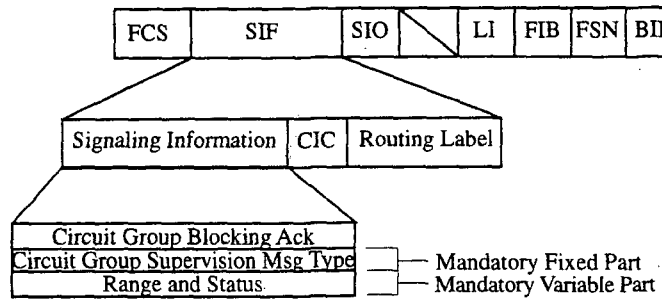 FCS SIF SIO LI FIB FSN
Signaling Information CIC Routing Label
Circuit Group Blocking Ack
Circuit Group Supervision Msg Type
Mandatory Fixed Part
Range and Status
Mandatory Variable Part